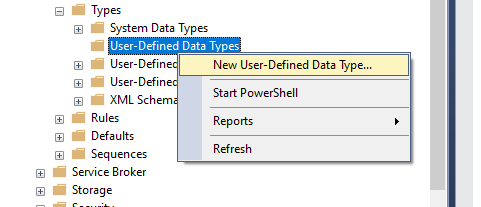 Types
System Data Types
User-Defined Data Types
User-Defined
New User-Defined Data Type...
User-Defined
Start PowerShell
XML Schema
Rules
Reports
Defaults
Sequences
Refresh
Service Broker
Storage
Security